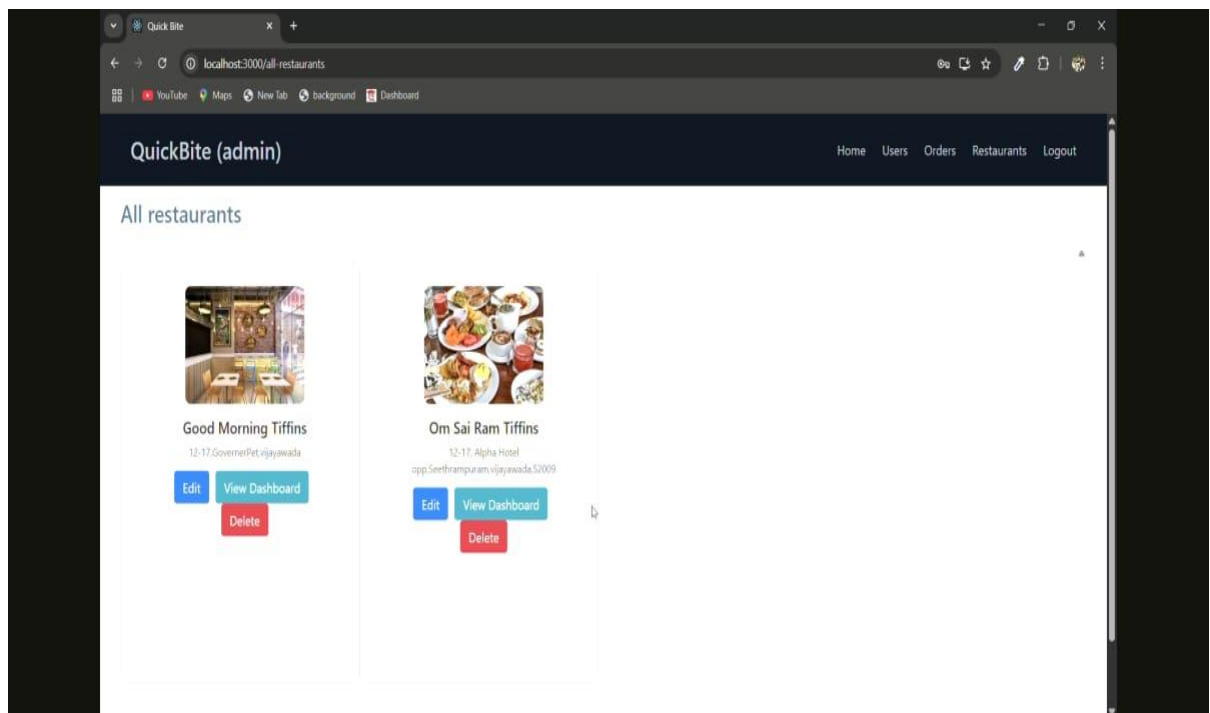 Quick Bite
localhost:3000/all-restaurants
YouTube Maps New Tab background Dashboard
QuickBite (admin)
Home Users Orders Restaurants Logout
All restaurants
Good Morning Tiffins
12-17.GovernerPet.vijayawada
Edit View Dashboard
Delete
Om Sai Ram Tiffins
12-17, Alpha Hotel
opp.Seethrampuram.vijayawada.52009
Edit View Dashboard
Delete